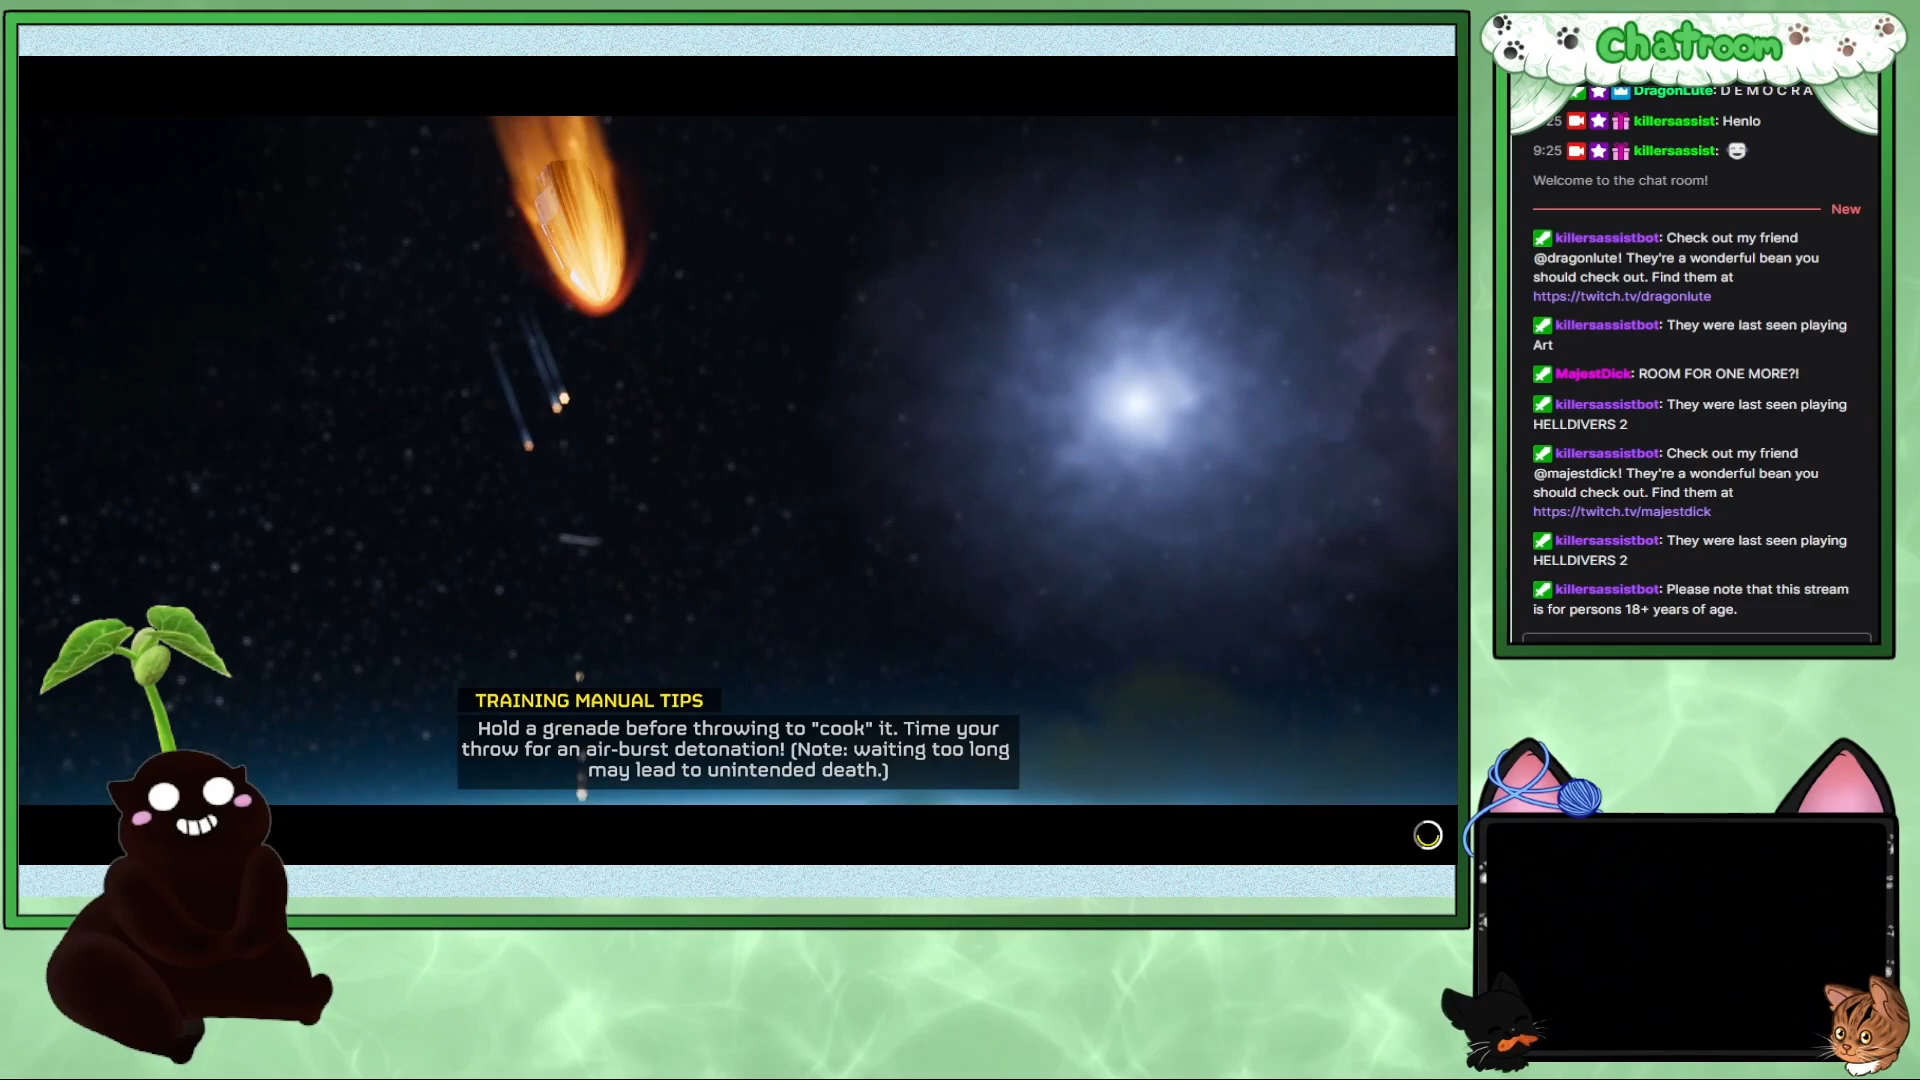 Chatroom
DragonLute: D E M O C R A
25 killersassist: Henlo
9:25 killersassist:
Welcome to the chat room!
New
killersassistbot: Check out my friend
@dragonlute! They're a wonderful bean you
should check out. Find them at
https://twitch.tv/dragonlute
killersassistbot: They were last seen playing
Art
MajestDick: ROOM FOR ONE MORE?!
killersassistbot: They were last seen playing
HELLDIVERS 2
killersassistbot: Check out my friend
@majestdick! They're a wonderful bean you
should check out. Find them at
https://twitch.tv/majestdick
killersassistbot: They were last seen playing
HELLDIVERS 2
killersassistbot: Please note that this stream
is for persons 18+ years of age.
TRAINING MANUAL TIPS
Hold a grenade before throwing to "cook" it. Time your
throw for an air-burst detonation! (Note: waiting too long
may lead to unintended death.)